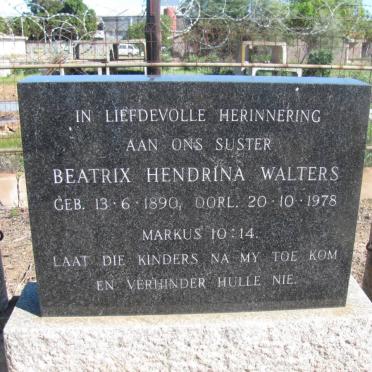 IN LIEFDEVOLLE HERINNERING
AAN ONS SUSTER
BEATRIX HENDRINA WALTERS
GEB. 13·6·1890, OORL. 20·10·1978
MARKUS 10:14.
LAAT DIE KINDERS NA MY TOE KOM
EN VERHINDER HULLE NIE.